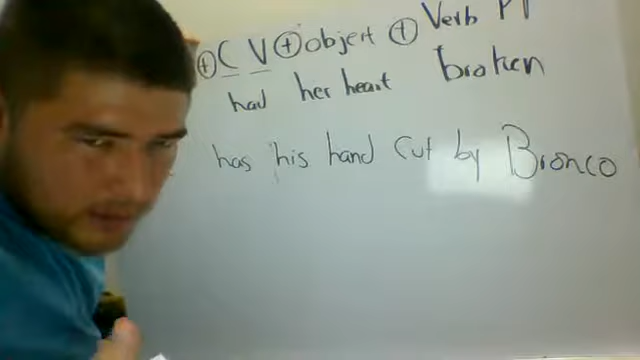 + C V + object + Verb PP
had her heart broken
has his hand cut by Bronco